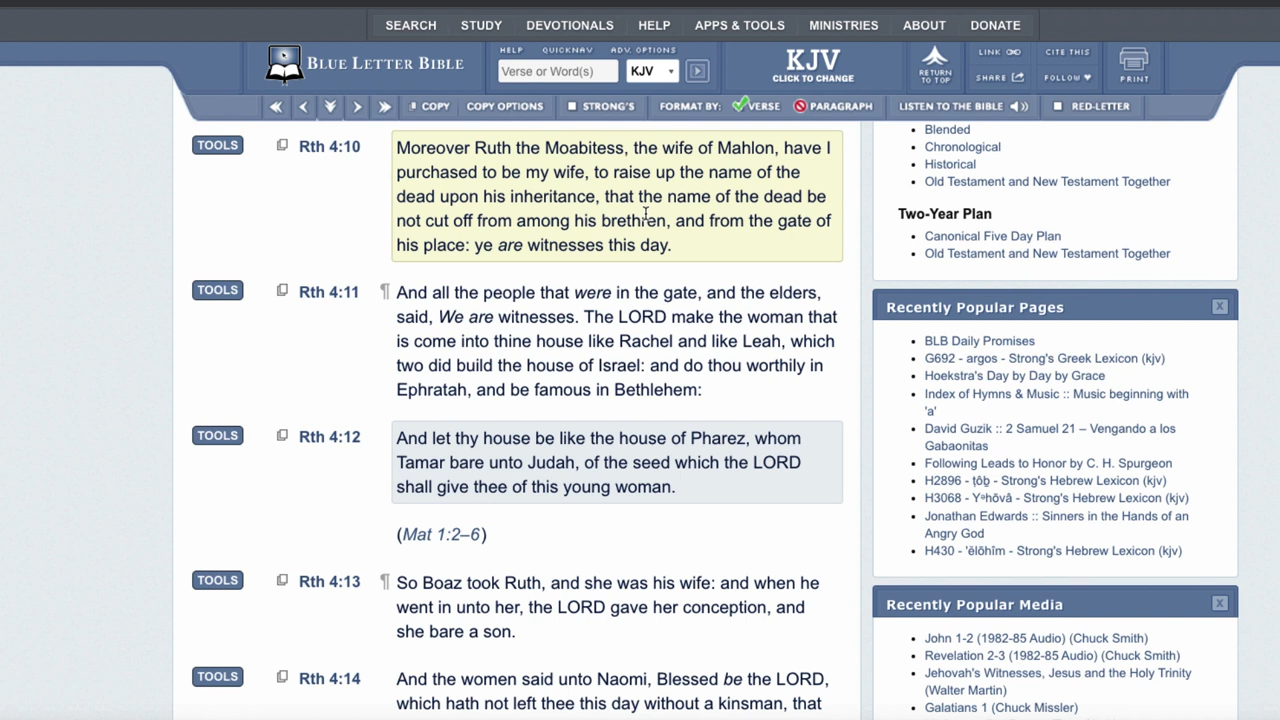 SEARCH STUDY DEVOTIONALS HELP APPS & TOOLS MINISTRIES ABOUT DONATE
BLUE LETTER BIBLE
HELP QUICKNAV ADV. OPTIONS
Verse or Word(s) KJV
KJV
CLICK TO CHANGE
RETURN
TO TOP
LINK CITE THIS
SHARE FOLLOW
PRINT
COPY COPY OPTIONS STRONG'S FORMAT BY: VERSE PARAGRAPH LISTEN TO THE BIBLE RED-LETTER
TOOLS Rth 4:10 Moreover Ruth the Moabitess, the wife of Mahlon, have I
purchased to be my wife, to raise up the name of the
dead upon his inheritance, that the name of the dead be
not cut off from among his brethren, and from the gate of
his place: ye are witnesses this day.
TOOLS Rth 4:11 ¶ And all the people that were in the gate, and the elders,
said, We are witnesses. The LORD make the woman that
is come into thine house like Rachel and like Leah, which
two did build the house of Israel: and do thou worthily in
Ephratah, and be famous in Bethlehem:
TOOLS Rth 4:12 And let thy house be like the house of Pharez, whom
Tamar bare unto Judah, of the seed which the LORD
shall give thee of this young woman.
(Mat 1:2–6)
TOOLS Rth 4:13 ¶ So Boaz took Ruth, and she was his wife: and when he
went in unto her, the LORD gave her conception, and
she bare a son.
TOOLS Rth 4:14 And the women said unto Naomi, Blessed be the LORD,
which hath not left thee this day without a kinsman, that
Blended
Chronological
Historical
Old Testament and New Testament Together
Two-Year Plan
Canonical Five Day Plan
Old Testament and New Testament Together
Recently Popular Pages X
BLB Daily Promises
G692 - argos - Strong's Greek Lexicon (kjv)
Hoekstra's Day by Day by Grace
Index of Hymns & Music :: Music beginning with
'a'
David Guzik :: 2 Samuel 21 – Vengando a los
Gabaonitas
Following Leads to Honor by C. H. Spurgeon
H2896 - ṭôḇ - Strong's Hebrew Lexicon (kjv)
H3068 - Yᵊhōvâ - Strong's Hebrew Lexicon (kjv)
Jonathan Edwards :: Sinners in the Hands of an
Angry God
H430 - 'ĕlōhîm - Strong's Hebrew Lexicon (kjv)
Recently Popular Media X
John 1-2 (1982-85 Audio) (Chuck Smith)
Revelation 2-3 (1982-85 Audio) (Chuck Smith)
Jehovah's Witnesses, Jesus and the Holy Trinity
(Walter Martin)
Galatians 1 (Chuck Missler)